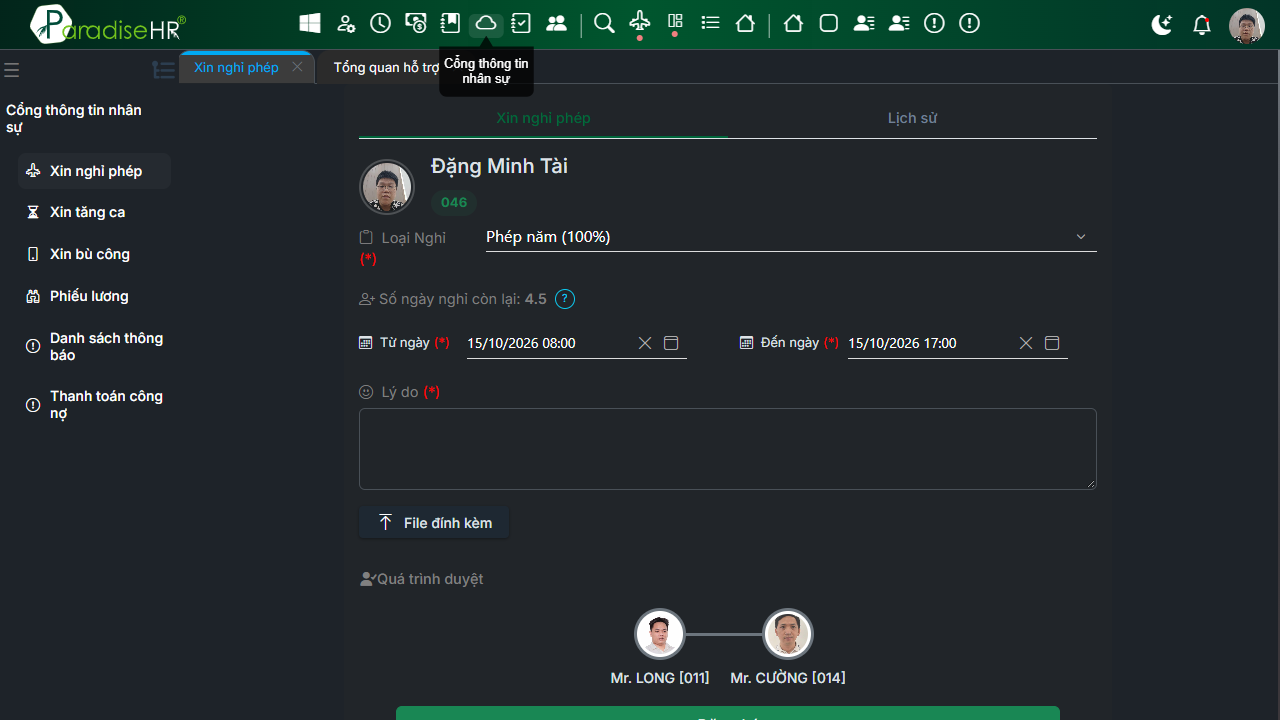 ParadiseHR®
Cổng thông tin
nhân sự
Xin nghỉ phép
Tổng quan hỗ trợ
Cổng thông tin nhân
sự
Xin nghỉ phép
Xin tăng ca
Xin bù công
Phiếu lương
Danh sách thông
báo
Thanh toán công
nợ
Xin nghỉ phép
Lịch sử
Đặng Minh Tài
046
Loại Nghỉ
(*)
Phép năm (100%)
Số ngày nghỉ còn lại: 4.5 ?
Từ ngày (*) 15/10/2026 08:00
Đến ngày (*) 15/10/2026 17:00
Lý do (*)
File đính kèm
Quá trình duyệt
Mr. LONG [011]
Mr. CƯỜNG [014]